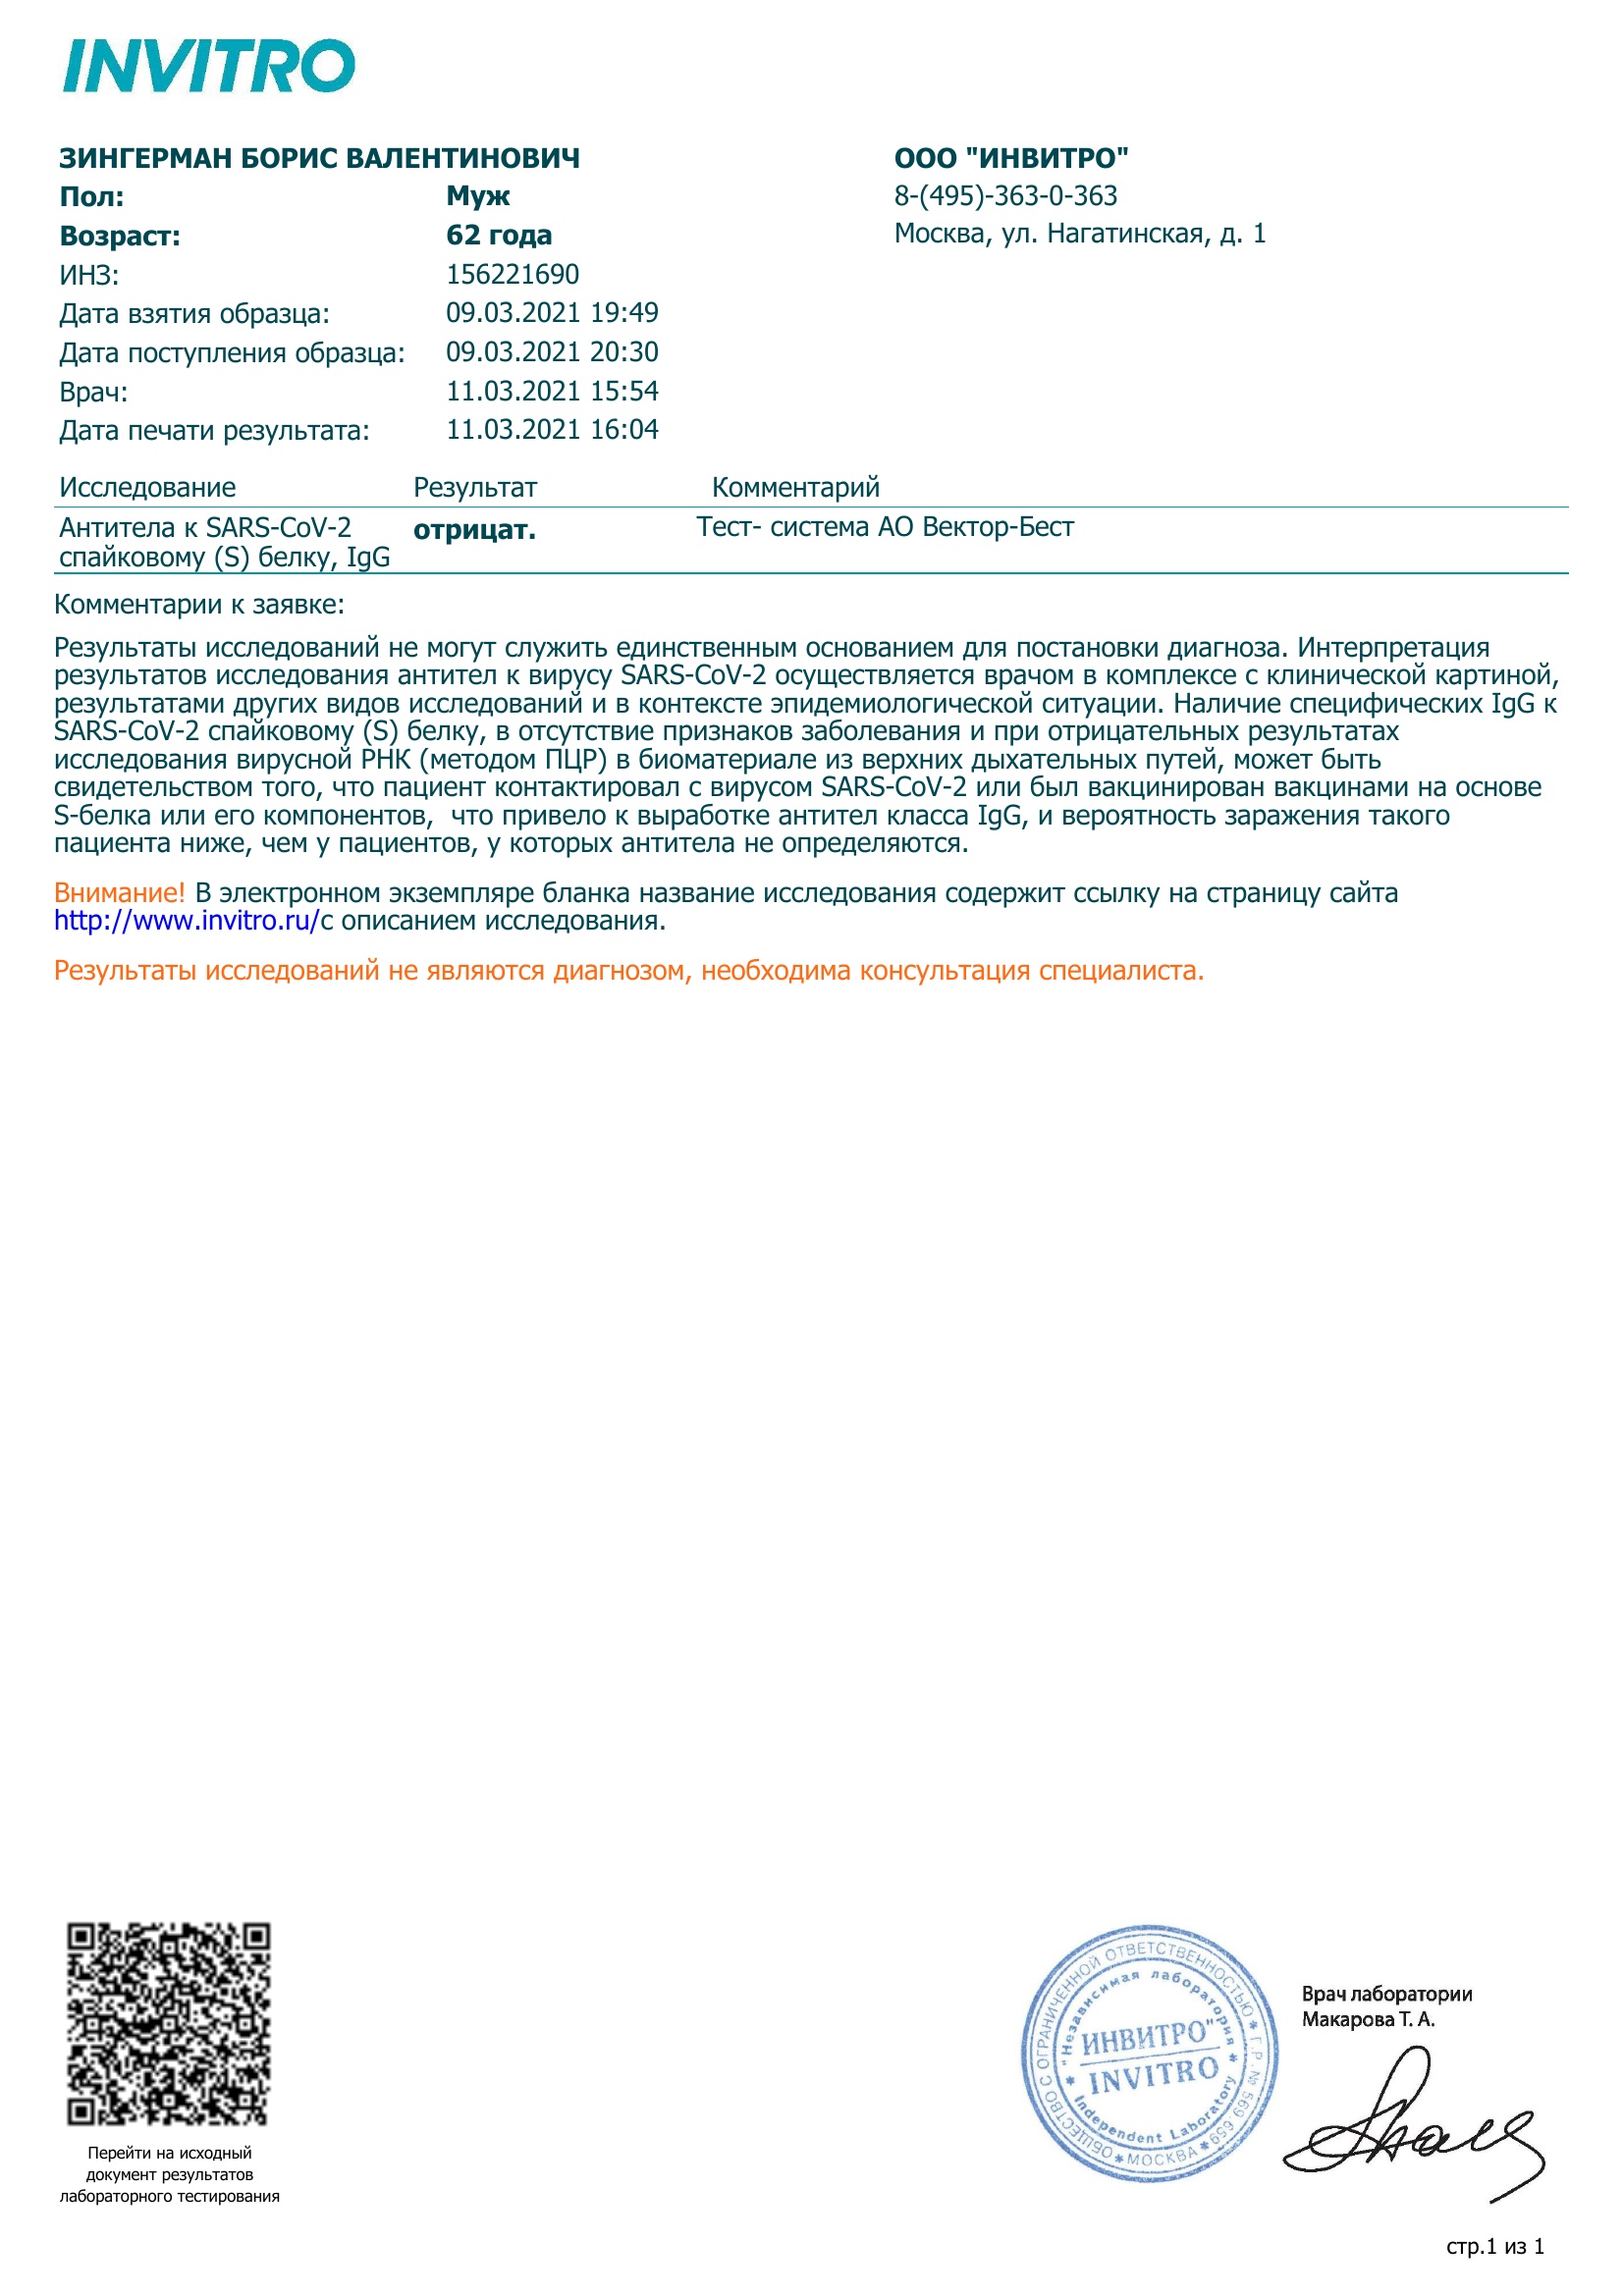 INVITRO
ЗИНГЕРМАН БОРИС ВАЛЕНТИНОВИЧ
Пол: Муж
Возраст: 62 года
ИНЗ: 156221690
Дата взятия образца: 09.03.2021 19:49
Дата поступления образца: 09.03.2021 20:30
Врач: 11.03.2021 15:54
Дата печати результата: 11.03.2021 16:04
ООО "ИНВИТРО"
8-(495)-363-0-363
Москва, ул. Нагатинская, д. 1
Исследование Результат Комментарий
Антитела к SARS-CoV-2 отрицат. Тест- система АО Вектор-Бест
спайковому (S) белку, IgG
Комментарии к заявке:
Результаты исследований не могут служить единственным основанием для постановки диагноза. Интерпретация
результатов исследования антител к вирусу SARS-CoV-2 осуществляется врачом в комплексе с клинической картиной,
результатами других видов исследований и в контексте эпидемиологической ситуации. Наличие специфических IgG к
SARS-CoV-2 спайковому (S) белку, в отсутствие признаков заболевания и при отрицательных результатах
исследования вирусной РНК (методом ПЦР) в биоматериале из верхних дыхательных путей, может быть
свидетельством того, что пациент контактировал с вирусом SARS-CoV-2 или был вакцинирован вакцинами на основе
S-белка или его компонентов, что привело к выработке антител класса IgG, и вероятность заражения такого
пациента ниже, чем у пациентов, у которых антитела не определяются.
Внимание! В электронном экземпляре бланка название исследования содержит ссылку на страницу сайта
http://www.invitro.ru/с описанием исследования.
Результаты исследований не являются диагнозом, необходима консультация специалиста.
Перейти на исходный
документ результатов
лабораторного тестирования
ОБЩЕСТВО С ОГРАНИЧЕННОЙ ОТВЕТСТВЕННОСТЬЮ * Г.Р. № 569 659 * МОСКВА *
"Независимая лаборатория
ИНВИТРО"
INVITRO
* Independent Laboratory *
Врач лаборатории
Макарова Т. А.
стр.1 из 1